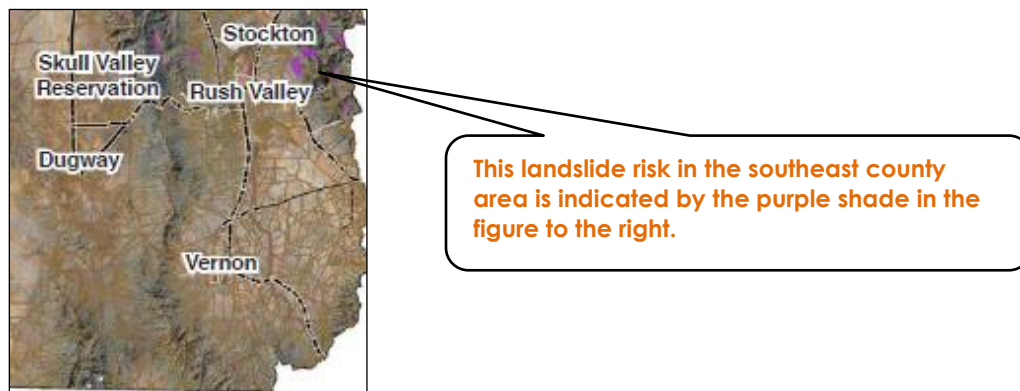 Stockton
Skull Valley
Reservation
Rush Valley
Dugway
Vernon
This landslide risk in the southeast county
area is indicated by the purple shade in the
figure to the right.